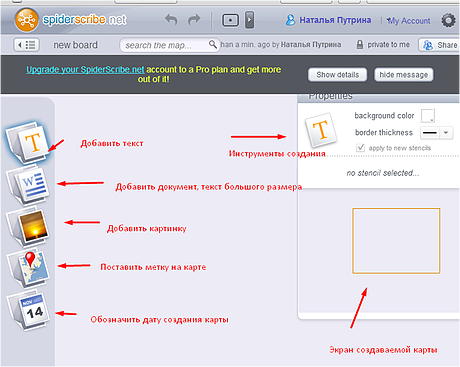 spiderscribe.net
Наталья Путрина
My Account
new board
search the map...
han a min. ago by Наталья Путрина
private to me
Share
Upgrade your SpiderScribe.net account to a Pro plan and get more
out of it!
Show details
hide message
Properties
T
background color
T
border thickness
Добавить текст
Инструменты создания
apply to new stencils
W
no stencil selected...
Добавить документ, текст большого размера
Добавить картинку
Поставить метку на карте
NOV
14
Обозначить дату создания карты
Экран создаваемой карты